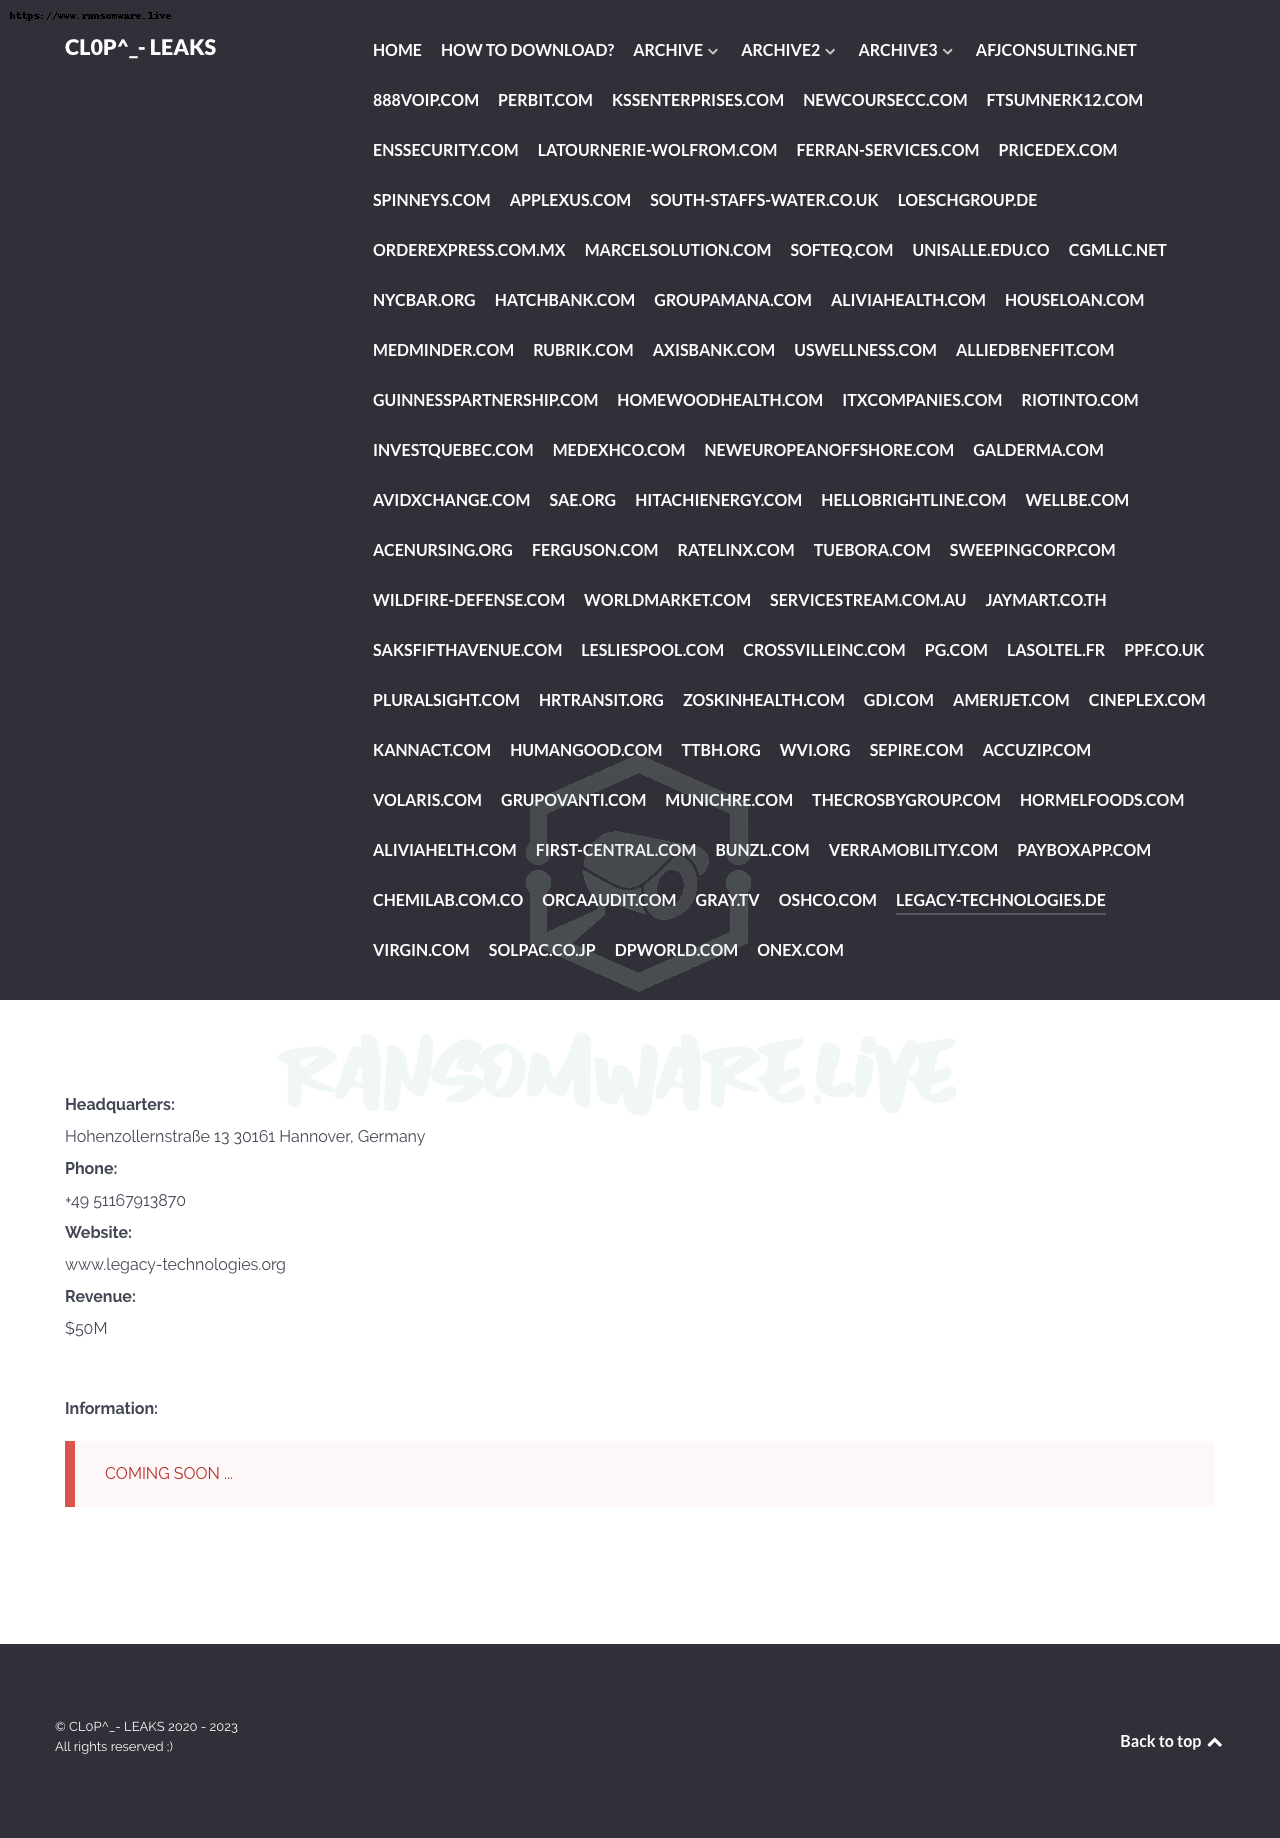 https://www.ransomware.live
CL0P^_- LEAKS
HOME HOW TO DOWNLOAD? ARCHIVE ARCHIVE2 ARCHIVE3 AFJCONSULTING.NET
888VOIP.COM PERBIT.COM KSSENTERPRISES.COM NEWCOURSECC.COM FTSUMNERK12.COM
ENSSECURITY.COM LATOURNERIE-WOLFROM.COM FERRAN-SERVICES.COM PRICEDEX.COM
SPINNEYS.COM APPLEXUS.COM SOUTH-STAFFS-WATER.CO.UK LOESCHGROUP.DE
ORDEREXPRESS.COM.MX MARCELSOLUTION.COM SOFTEQ.COM UNISALLE.EDU.CO CGMLLC.NET
NYCBAR.ORG HATCHBANK.COM GROUPAMANA.COM ALIVIAHEALTH.COM HOUSELOAN.COM
MEDMINDER.COM RUBRIK.COM AXISBANK.COM USWELLNESS.COM ALLIEDBENEFIT.COM
GUINNESSPARTNERSHIP.COM HOMEWOODHEALTH.COM ITXCOMPANIES.COM RIOTINTO.COM
INVESTQUEBEC.COM MEDEXHCO.COM NEWEUROPEANOFFSHORE.COM GALDERMA.COM
AVIDXCHANGE.COM SAE.ORG HITACHIENERGY.COM HELLOBRIGHTLINE.COM WELLBE.COM
ACENURSING.ORG FERGUSON.COM RATELINX.COM TUEBORA.COM SWEEPINGCORP.COM
WILDFIRE-DEFENSE.COM WORLDMARKET.COM SERVICESTREAM.COM.AU JAYMART.CO.TH
SAKSFIFTHAVENUE.COM LESLIESPOOL.COM CROSSVILLEINC.COM PG.COM LASOLTEL.FR PPF.CO.UK
PLURALSIGHT.COM HRTRANSIT.ORG ZOSKINHEALTH.COM GDI.COM AMERIJET.COM CINEPLEX.COM
KANNACT.COM HUMANGOOD.COM TTBH.ORG WVI.ORG SEPIRE.COM ACCUZIP.COM
VOLARIS.COM GRUPOVANTI.COM MUNICHRE.COM THECROSBYGROUP.COM HORMELFOODS.COM
ALIVIAHELTH.COM FIRST-CENTRAL.COM BUNZL.COM VERRAMOBILITY.COM PAYBOXAPP.COM
CHEMILAB.COM.CO ORCAAUDIT.COM GRAY.TV OSHCO.COM LEGACY-TECHNOLOGIES.DE
VIRGIN.COM SOLPAC.CO.JP DPWORLD.COM ONEX.COM
RANSOMWARE.LIVE
Headquarters:
Hohenzollernstraße 13 30161 Hannover, Germany
Phone:
+49 51167913870
Website:
www.legacy-technologies.org
Revenue:
$50M
Information:
COMING SOON ...
© CL0P^_- LEAKS 2020 - 2023
All rights reserved ;)
Back to top